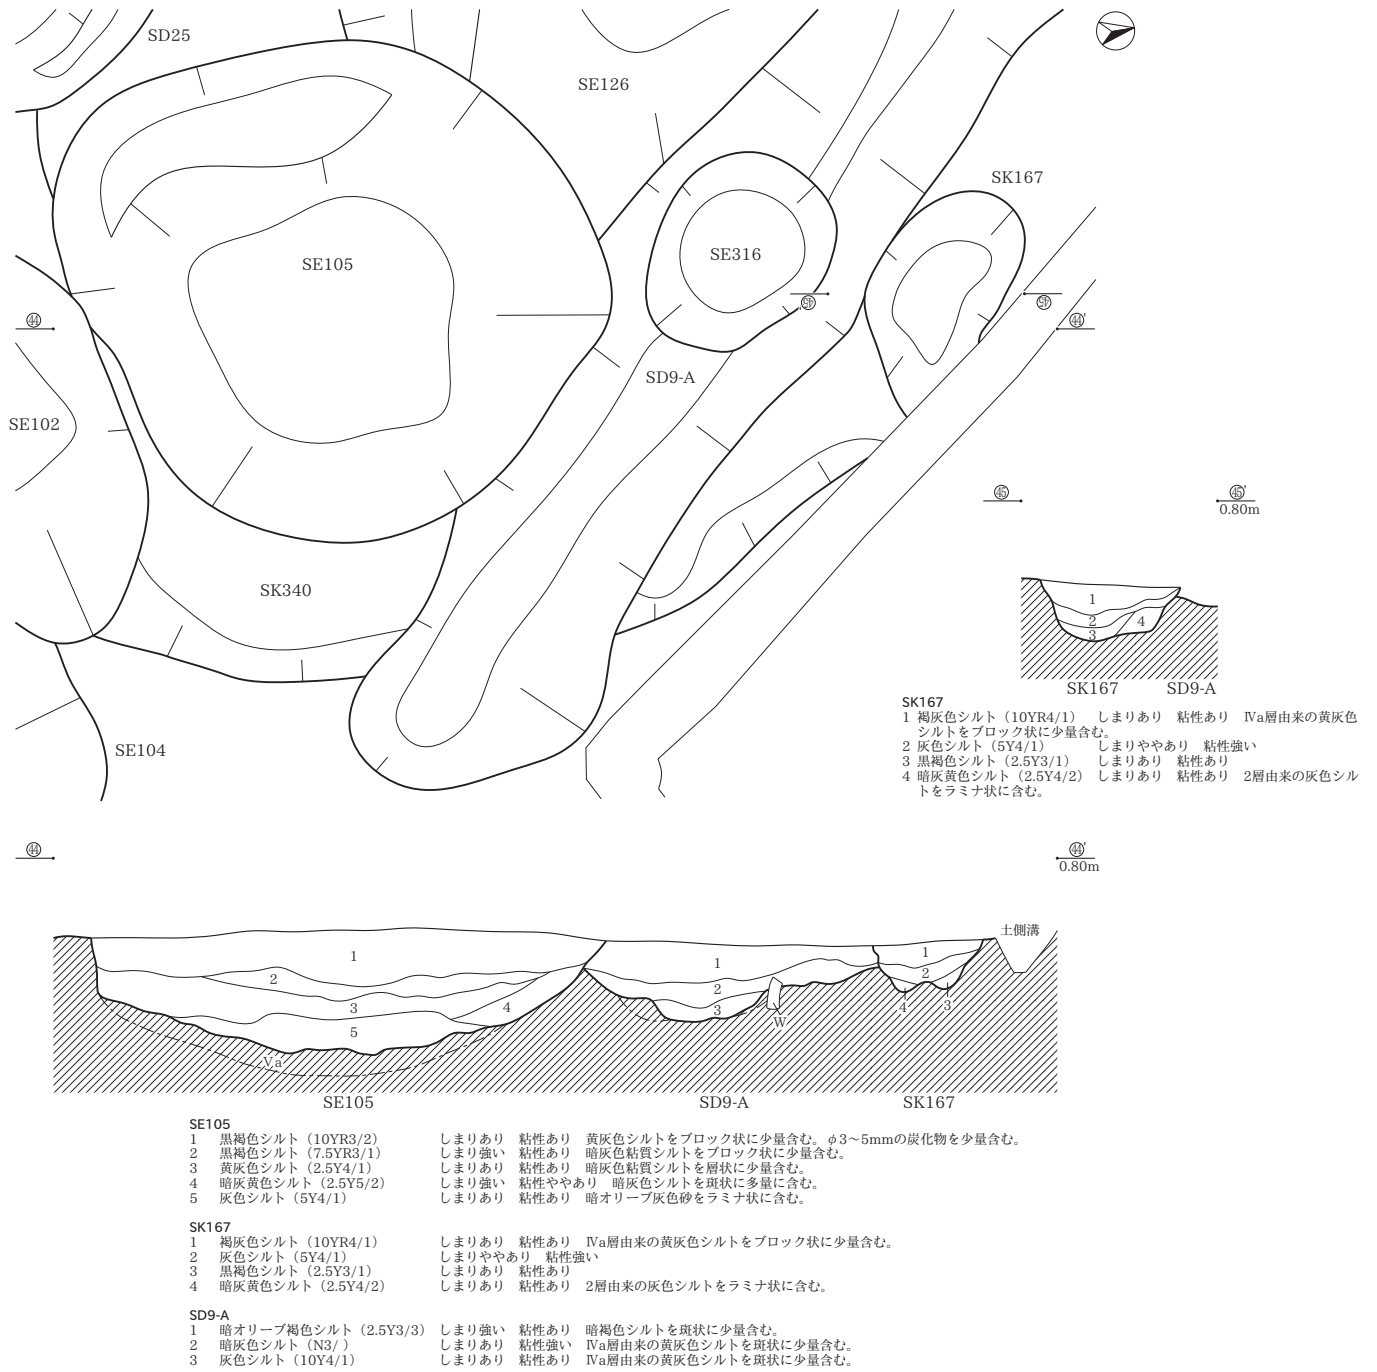 SD25
SE126
SK167
SE316
SE105
㊹
㊺
㊺'
㊹'
SD9-A
SE102
SK340
SE104
㊺
㊺'
0.80m
1
2
3
4
SK167
SD9-A
SK167
1 褐灰色シルト（10YR4/1） しまりあり 粘性あり Ⅳa層由来の黄灰色
シルトをブロック状に少量含む。
2 灰色シルト（5Y4/1） しまりややあり 粘性強い
3 黒褐色シルト（2.5Y3/1） しまりあり 粘性あり
4 暗灰黄色シルト（2.5Y4/2） しまりあり 粘性あり 2層由来の灰色シル
トをラミナ状に含む。
㊹
㊹'
0.80m
土側溝
1
2
3
4
5
Ⅴa
1
2
3
W
1
2
4
3
SE105
SD9-A
SK167
SE105
1 黒褐色シルト（10YR3/2） しまりあり 粘性あり 黄灰色シルトをブロック状に少量含む。φ3～5mmの炭化物を少量含む。
2 黒褐色シルト（7.5YR3/1） しまり強い 粘性あり 暗灰色粘質シルトをブロック状に少量含む。
3 黄灰色シルト（2.5Y4/1） しまりあり 粘性あり 暗灰色粘質シルトを層状に少量含む。
4 暗灰黄色シルト（2.5Y5/2） しまり強い 粘性ややあり 暗灰色シルトを斑状に多量に含む。
5 灰色シルト（5Y4/1） しまりあり 粘性あり 暗オリーブ灰色砂をラミナ状に含む。
SK167
1 褐灰色シルト（10YR4/1） しまりあり 粘性あり Ⅳa層由来の黄灰色シルトをブロック状に少量含む。
2 灰色シルト（5Y4/1） しまりややあり 粘性強い
3 黒褐色シルト（2.5Y3/1） しまりあり 粘性あり
4 暗灰黄色シルト（2.5Y4/2） しまりあり 粘性あり 2層由来の灰色シルトをラミナ状に含む。
SD9-A
1 暗オリーブ褐色シルト（2.5Y3/3） しまり強い 粘性あり 暗褐色シルトを斑状に少量含む。
2 暗灰色シルト（N3/ ） しまりあり 粘性強い Ⅳa層由来の黄灰色シルトを斑状に少量含む。
3 灰色シルト（10Y4/1） しまりあり 粘性あり Ⅳa層由来の黄灰色シルトを斑状に少量含む。